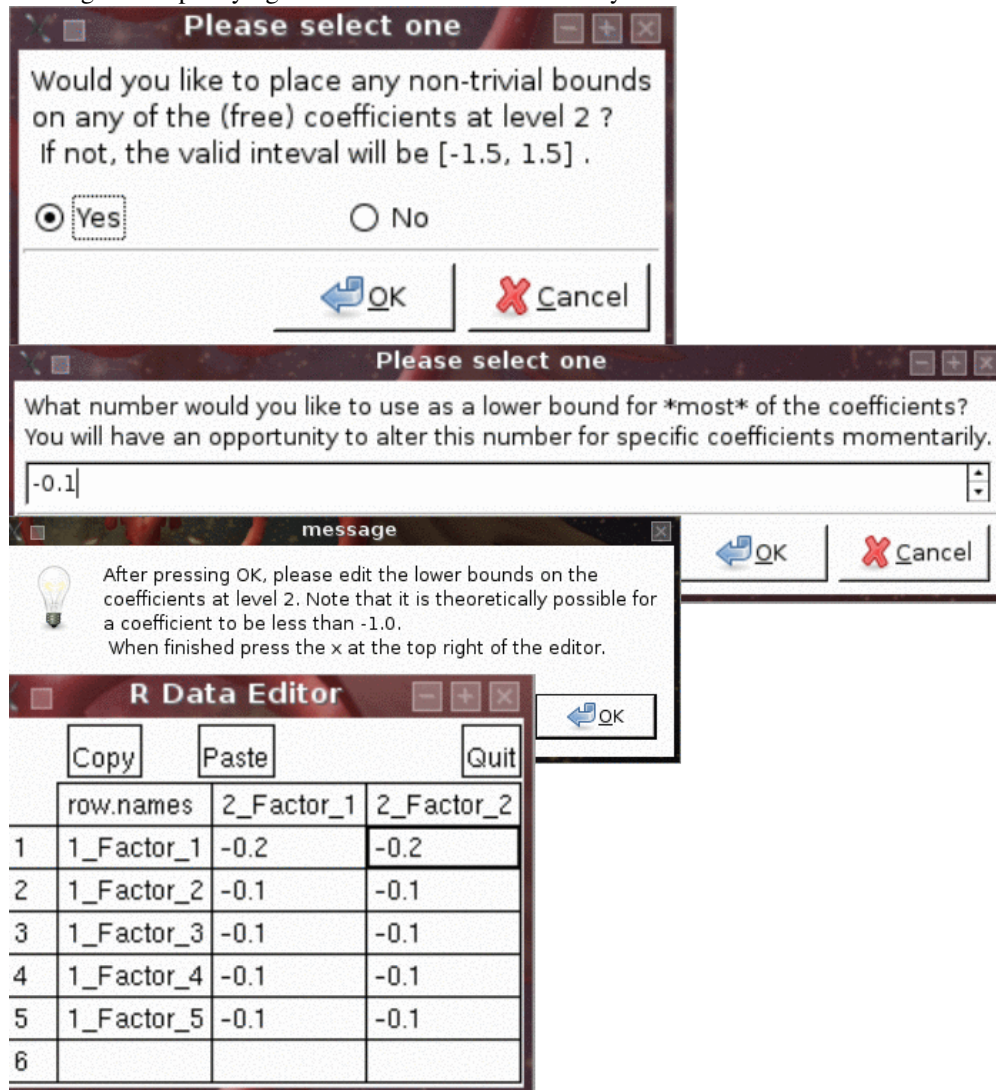 Please select one
Would you like to place any non-trivial bounds
on any of the (free) coefficients at level 2 ?
If not, the valid inteval will be [-1.5, 1.5] .
Yes No
OK Cancel
Please select one
What number would you like to use as a lower bound for *most* of the coefficients?
You will have an opportunity to alter this number for specific coefficients momentarily.
-0.1
OK Cancel
message
After pressing OK, please edit the lower bounds on the
coefficients at level 2. Note that it is theoretically possible for
a coefficient to be less than -1.0.
When finished press the x at the top right of the editor.
OK
R Data Editor
Copy Paste Quit
row.names 2_Factor_1 2_Factor_2
1 1_Factor_1 -0.2 -0.2
2 1_Factor_2 -0.1 -0.1
3 1_Factor_3 -0.1 -0.1
4 1_Factor_4 -0.1 -0.1
5 1_Factor_5 -0.1 -0.1
6